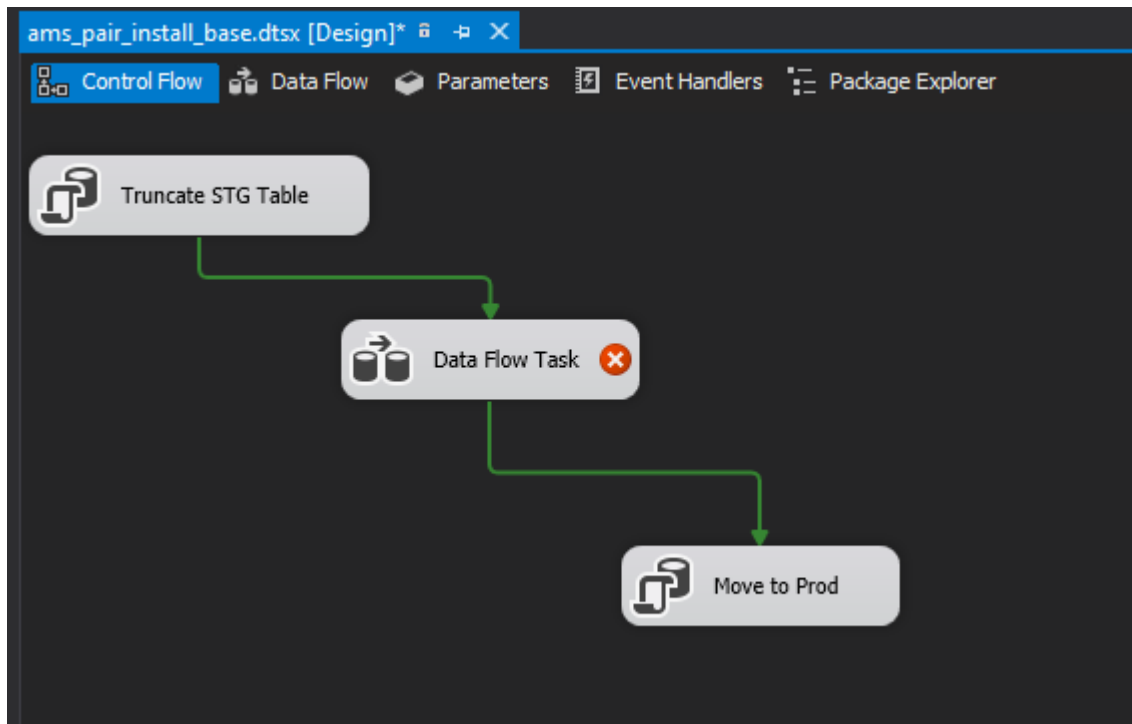 ams_pair_install_base.dtsx [Design]*
Control Flow Data Flow Parameters Event Handlers Package Explorer
Truncate STG Table
Data Flow Task
Move to Prod